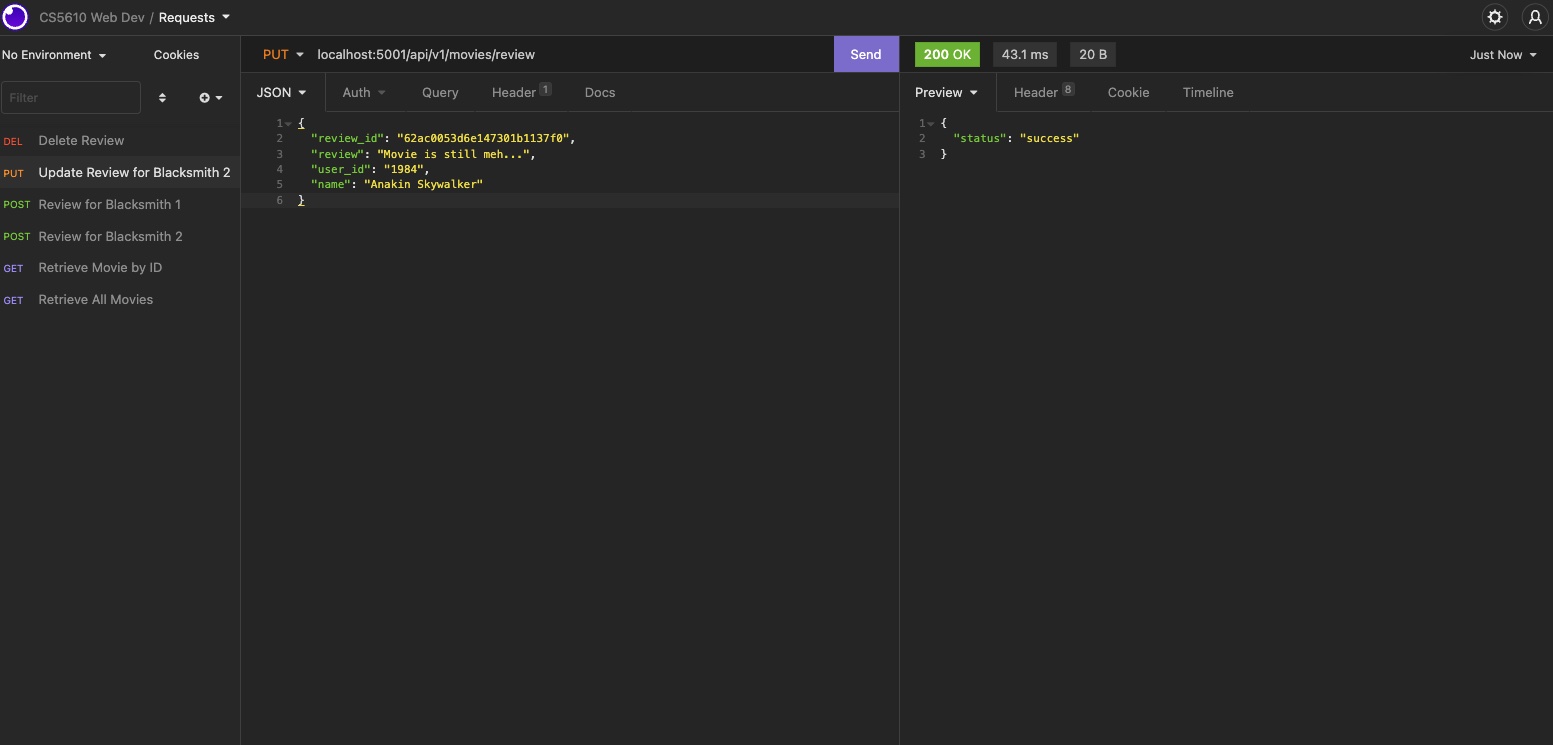 CS5610 Web Dev / Requests
No Environment Cookies
Filter
DEL Delete Review
PUT Update Review for Blacksmith 2
POST Review for Blacksmith 1
POST Review for Blacksmith 2
GET Retrieve Movie by ID
GET Retrieve All Movies
PUT localhost:5001/api/v1/movies/review Send
JSON Auth Query Header 1 Docs
1 {
2 "review_id": "62ac0053d6e147301b1137f0",
3 "review": "Movie is still meh...",
4 "user_id": "1984",
5 "name": "Anakin Skywalker"
6 }
200 OK 43.1 ms 20 B Just Now
Preview Header 8 Cookie Timeline
1 {
2 "status": "success"
3 }